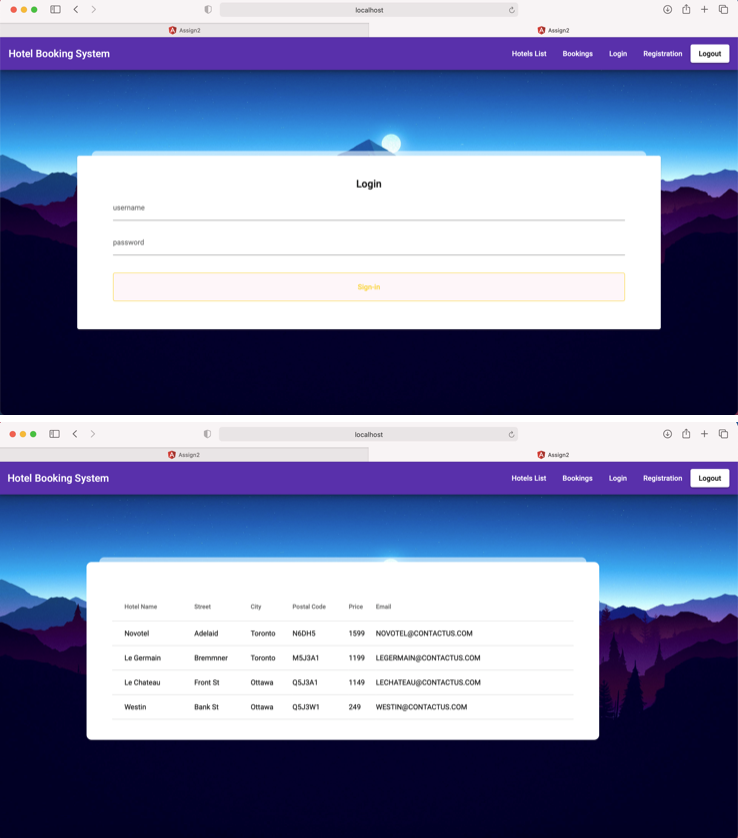 localhost
Assign2 Assign2
Hotel Booking System Hotels List Bookings Login Registration Logout
Login
username
password
Sign-in
localhost
Assign2 Assign2
Hotel Booking System Hotels List Bookings Login Registration Logout
Hotel Name Street City Postal Code Price Email
Novotel Adelaid Toronto N6DH5 1599 NOVOTEL@CONTACTUS.COM
Le Germain Bremmner Toronto M5J3A1 1199 LEGERMAIN@CONTACTUS.COM
Le Chateau Front St Ottawa Q5J3A1 1149 LECHATEAU@CONTACTUS.COM
Westin Bank St Ottawa Q5J3W1 249 WESTIN@CONTACTUS.COM